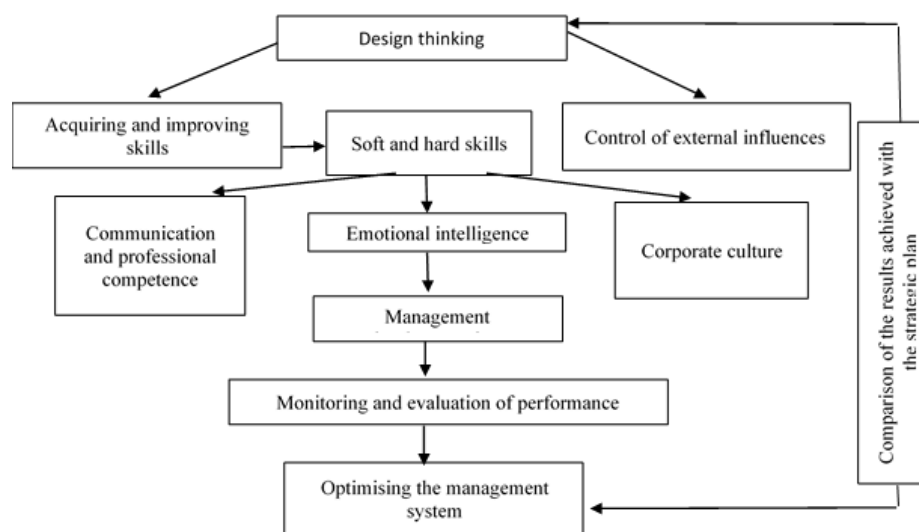 Design thinking
Acquiring and improving
skills
Soft and hard skills
Control of external influences
Communication
and professional
competence
Emotional intelligence
Corporate culture
Management
Monitoring and evaluation of performance
Optimising the management
system
Comparison of the results achieved with
the strategic plan